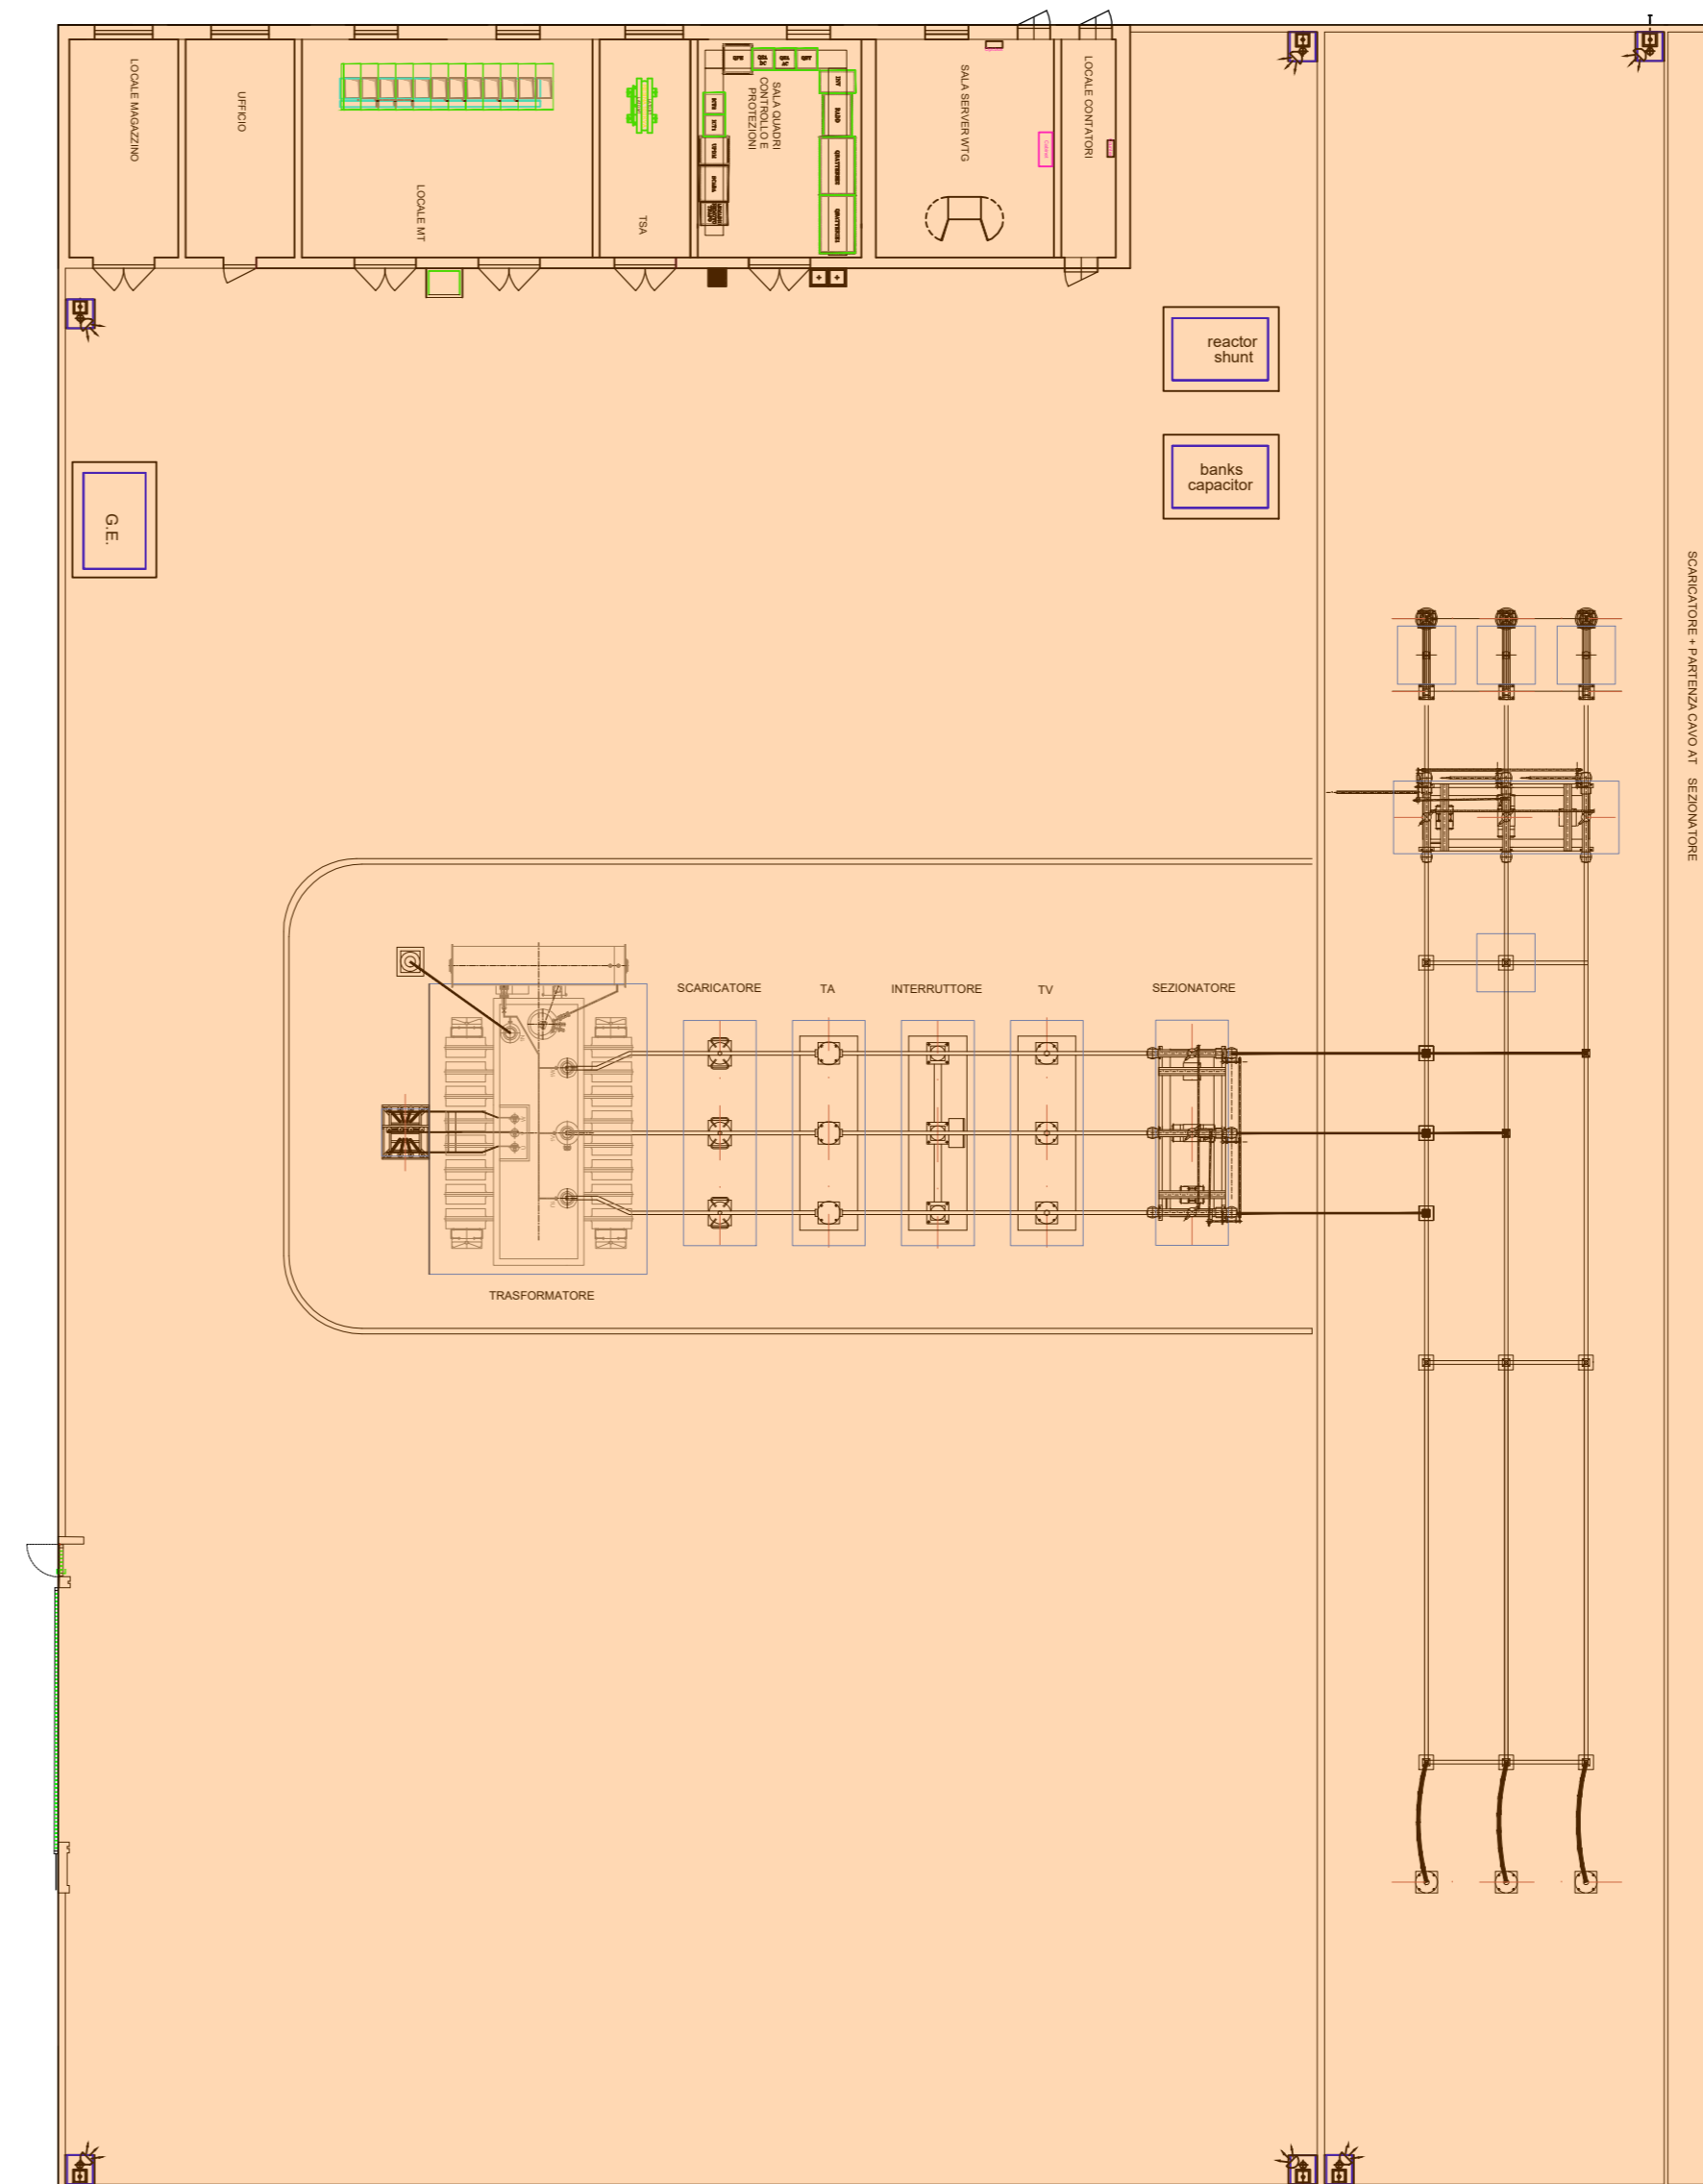 LOCALE MAGAZZINO
UFFICIO
LOCALE MT
TSA
SALA QUADRI
CONTROLLO E
PROTEZIONI
SALA SERVER WTG
LOCALE CONTATORI
reactor
shunt
banks
capacitor
G.E.
SCARICATORE + PARTENZA CAVO AT SEZIONATORE
SCARICATORE
TA
INTERRUTTORE
TV
SEZIONATORE
TRASFORMATORE